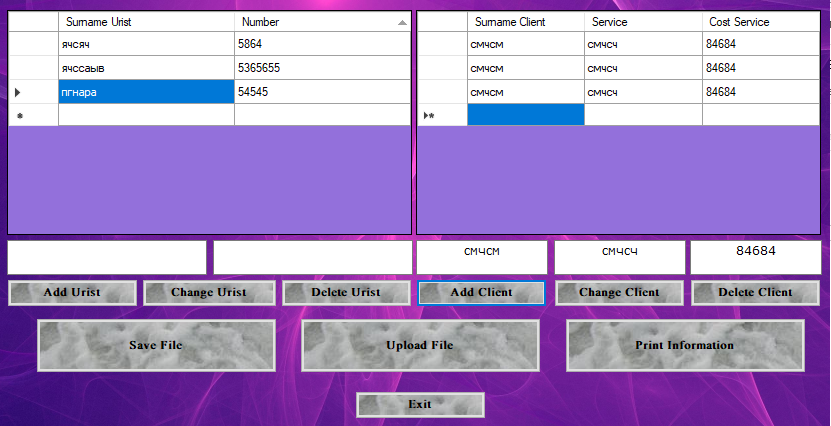 Surname Urist Number
ячсяч 5864
ячссаыв 5365655
пгнара 54545
Surname Client Service Cost Service
смчсм смчсч 84684
смчсм смчсч 84684
смчсм смчсч 84684
смчсм смчсч 84684
Add Urist Change Urist Delete Urist Add Client Change Client Delete Client
Save File Upload File Print Information
Exit